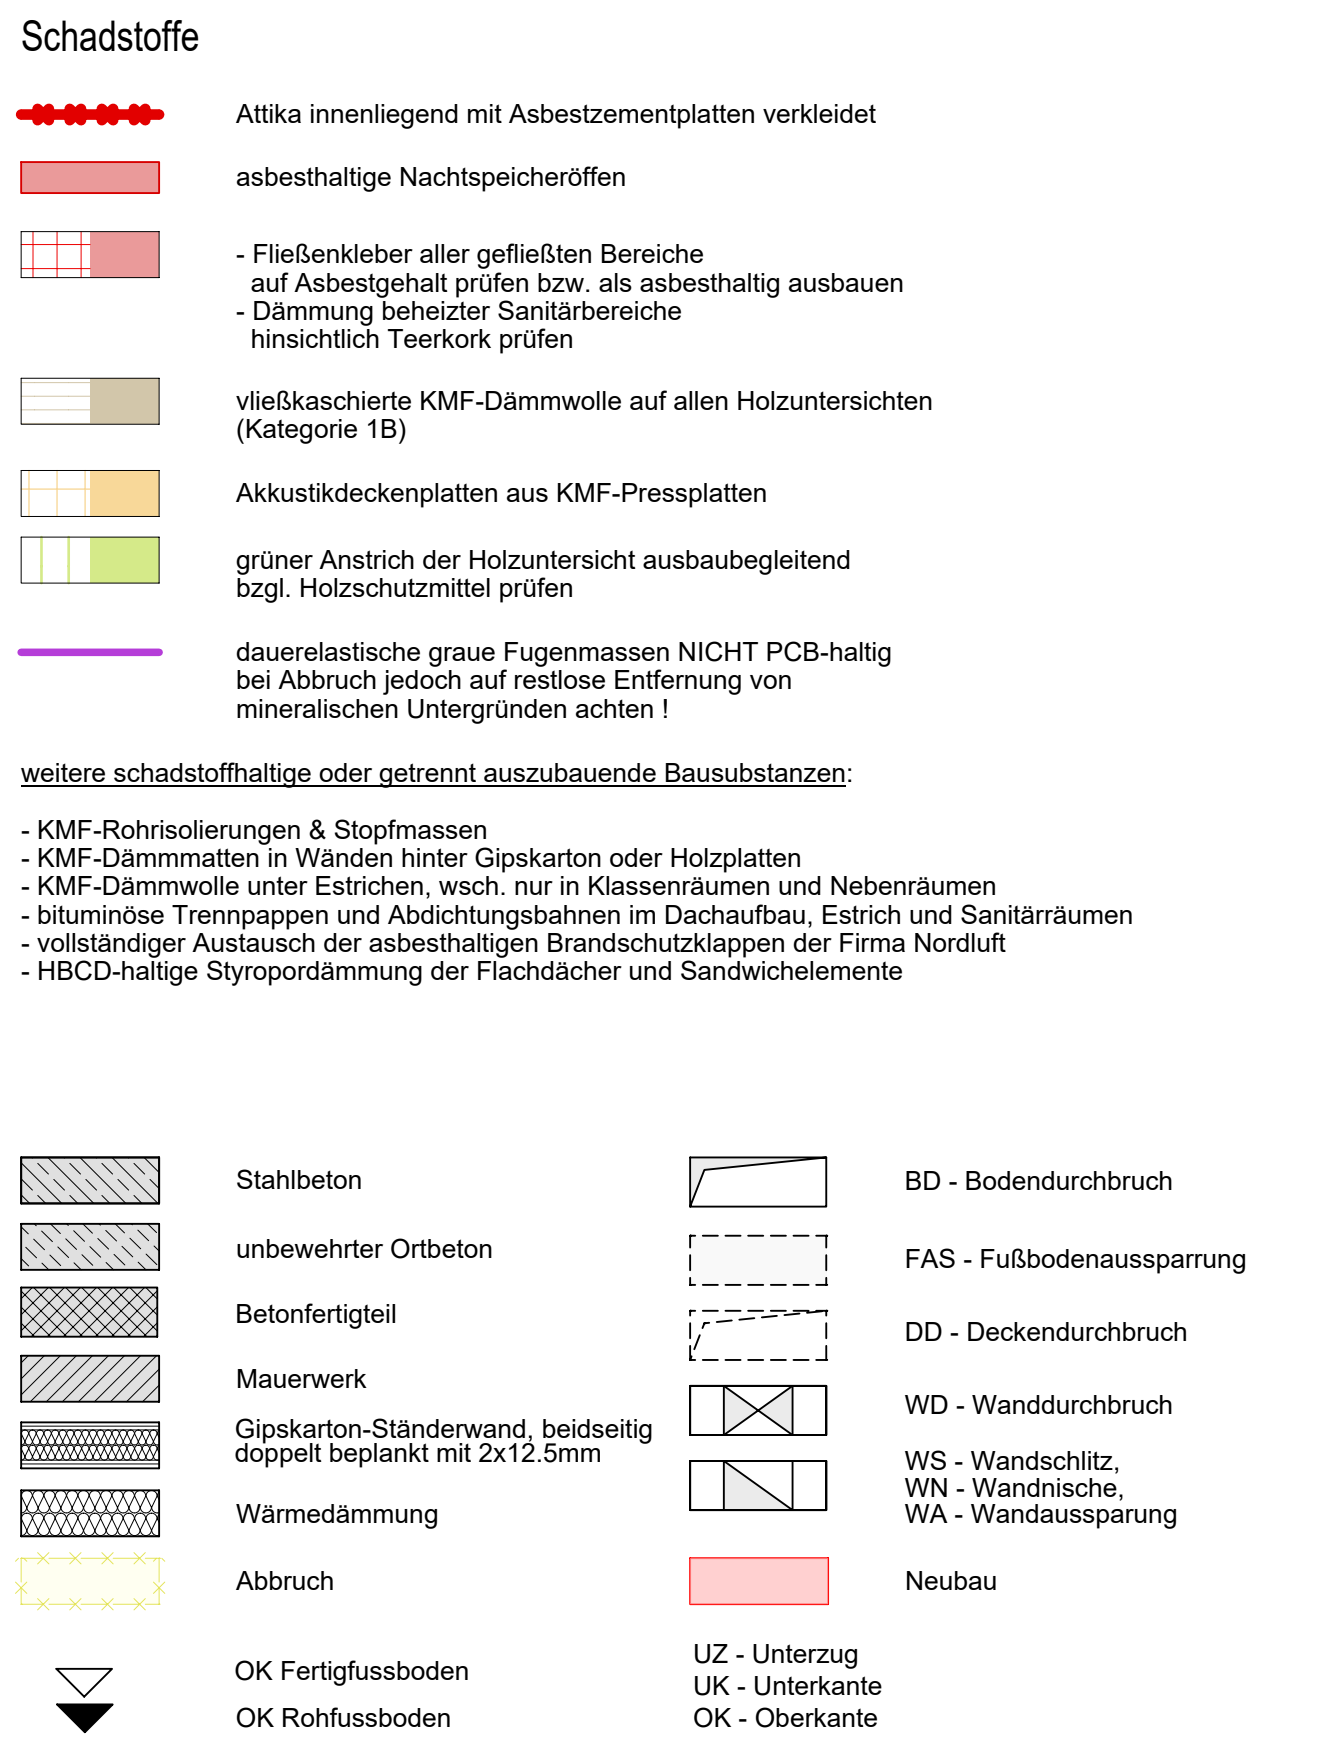 Schadstoffe
Attika innenliegend mit Asbestzementplatten verkleidet
asbesthaltige Nachtspeicheröffen
- Fließenkleber aller gefließten Bereiche
auf Asbestgehalt prüfen bzw. als asbesthaltig ausbauen
- Dämmung beheizter Sanitärbereiche
hinsichtlich Teerkork prüfen
vließkaschierte KMF-Dämmwolle auf allen Holzuntersichten
(Kategorie 1B)
Akkustikdeckenplatten aus KMF-Pressplatten
grüner Anstrich der Holzuntersicht ausbaubegleitend
bzgl. Holzschutzmittel prüfen
dauerelastische graue Fugenmassen NICHT PCB-haltig
bei Abbruch jedoch auf restlose Entfernung von
mineralischen Untergründen achten !
weitere schadstoffhaltige oder getrennt auszubauende Bausubstanzen:
- KMF-Rohrisolierungen & Stopfmassen
- KMF-Dämmmatten in Wänden hinter Gipskarton oder Holzplatten
- KMF-Dämmwolle unter Estrichen, wsch. nur in Klassenräumen und Nebenräumen
- bituminöse Trennpappen und Abdichtungsbahnen im Dachaufbau, Estrich und Sanitärräumen
- vollständiger Austausch der asbesthaltigen Brandschutzklappen der Firma Nordluft
- HBCD-haltige Styropordämmung der Flachdächer und Sandwichelemente
Stahlbeton
unbewehrter Ortbeton
Betonfertigteil
Mauerwerk
Gipskarton-Ständerwand, beidseitig
doppelt beplankt mit 2x12.5mm
Wärmedämmung
Abbruch
OK Fertigfussboden
OK Rohfussboden
BD - Bodendurchbruch
FAS - Fußbodenaussparrung
DD - Deckendurchbruch
WD - Wanddurchbruch
WS - Wandschlitz,
WN - Wandnische,
WA - Wandaussparung
Neubau
UZ - Unterzug
UK - Unterkante
OK - Oberkante